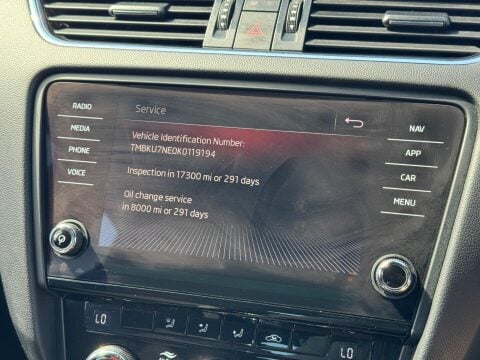 RADIO
MEDIA
PHONE
VOICE
Service
Vehicle Identification Number:
TMBKU7NE0K0119194
Inspection in 17300 mi or 291 days
Oil change service
in 8000 mi or 291 days
NAV
APP
CAR
MENU
LO
LO